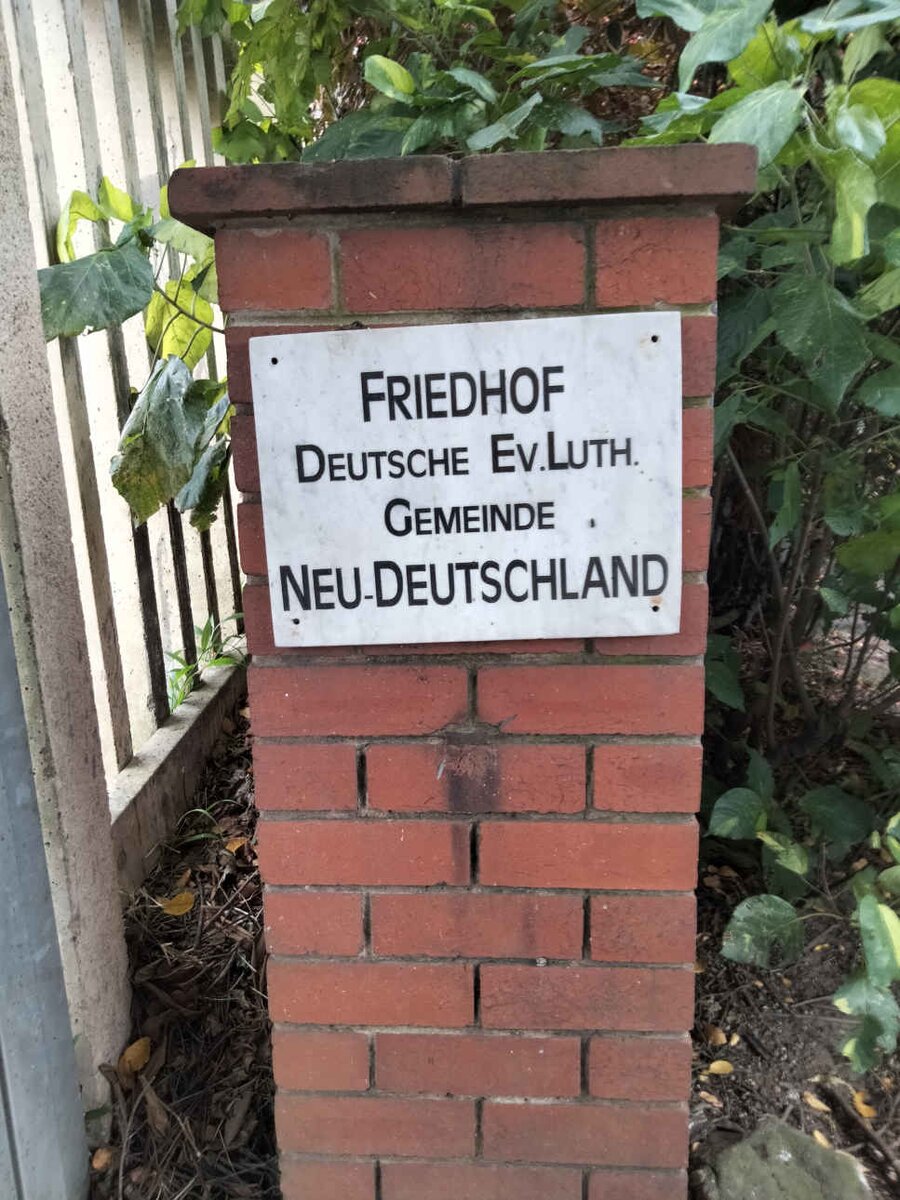 FRIEDHOF
DEUTSCHE EV.LUTH.
GEMEINDE
NEU-DEUTSCHLAND